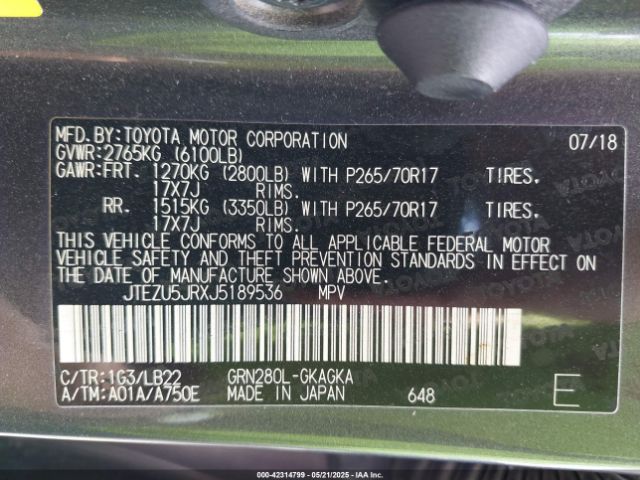 MFD.BY:TOYOTA MOTOR CORPORATION 07/18
GVWR:2765KG (6100LB)
GAWR:FRT. 1270KG (2800LB) WITH P265/70R17 TIRES.
17X7J RIMS.
RR. 1515KG (3350LB) WITH P265/70R17 TIRES.
17X7J RIMS.
THIS VEHICLE CONFORMS TO ALL APPLICABLE FEDERAL MOTOR
VEHICLE SAFETY AND THEFT PREVENTION STANDARDS IN EFFECT ON
THE DATE OF MANUFACTURE SHOWN ABOVE.
JTEZU5JRXJ5189536 MPV
C/TR:1G3/LB22 GRN280L-GKAGKA
A/TM:A01A/A750E MADE IN JAPAN 648 E
000-42314799 - 05/21/2025 - IAAI